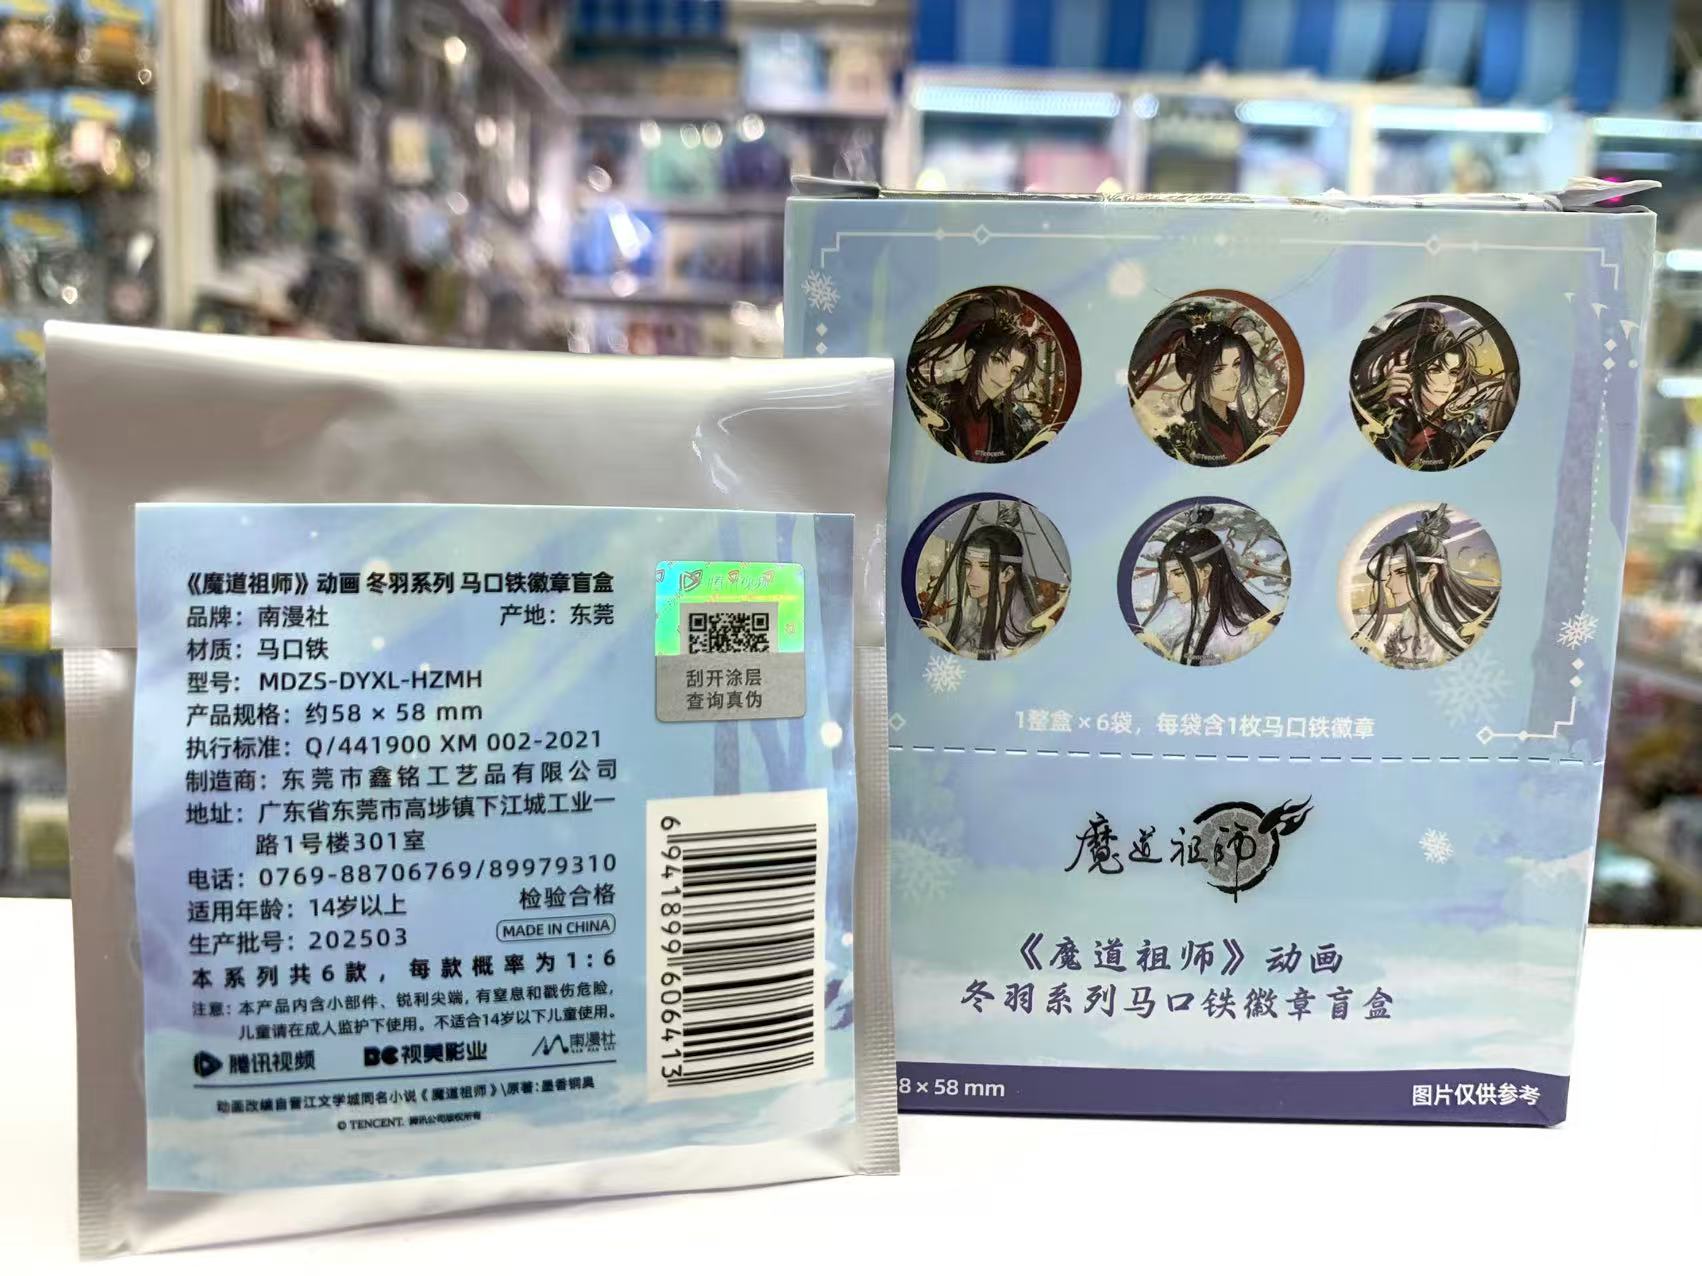 《魔道祖师》动画 冬羽系列 马口铁徽章盲盒
品牌：南漫社 产地：东莞
材质：马口铁
型号：MDZS-DYXL-HZMH
产品规格：约58 × 58 mm
执行标准：Q/441900 XM 002-2021
制造商：东莞市鑫铭工艺品有限公司
地址：广东省东莞市高埗镇下江城工业一
路1号楼301室
电话：0769-88706769/89979310
适用年龄：14岁以上 检验合格
生产批号：202503 MADE IN CHINA
本系列共6款，每款概率为1:6
注意：本产品内含小部件、锐利尖端，有窒息和戳伤危险，
儿童请在成人监护下使用。不适合14岁以下儿童使用。
腾讯视频 视美影业 南漫社
动画改编自晋江文学城同名小说《魔道祖师》\原著：墨香铜臭
© TENCENT. 腾讯公司版权所有
刮开涂层
查询真伪
6941899606413
©Tencent.
©Tencent.
©Tencent.
1整盒×6袋，每袋含1枚马口铁徽章
魔道祖师
《魔道祖师》动画
冬羽系列马口铁徽章盲盒
8 × 58 mm
图片仅供参考